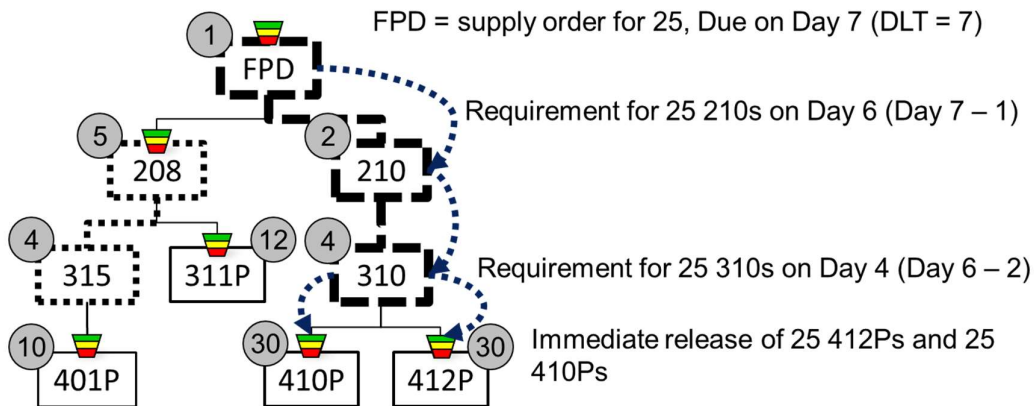 FPD = supply order for 25, Due on Day 7 (DLT = 7)
1
FPD
Requirement for 25 210s on Day 6 (Day 7 – 1)
5
2
208
210
4
12
4
315
311P
310
Requirement for 25 310s on Day 4 (Day 6 – 2)
10
30
30
Immediate release of 25 412Ps and 25
410Ps
401P
410P
412P